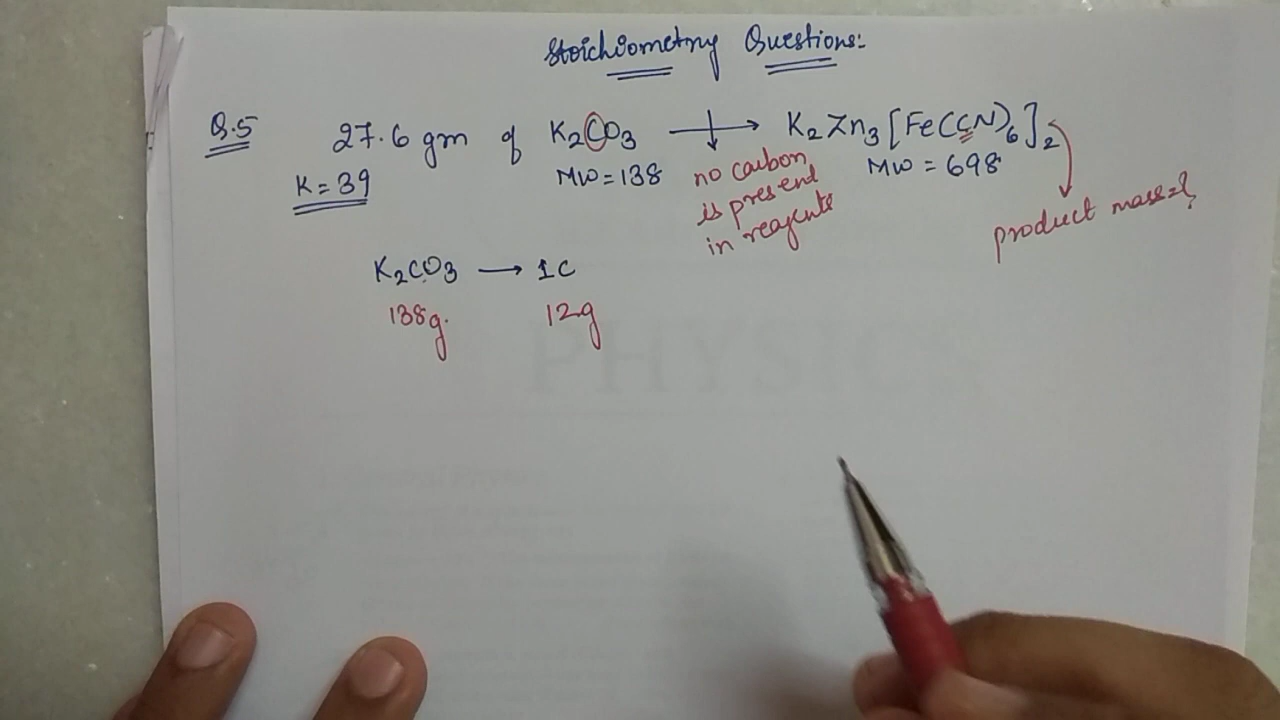 Stoichiometry Questions:
Q.5 27.6 gm of K₂CO₃ ⟶ K₂Zn₃[Fe(CN)₆]₂
K = 39 MW = 138 no carbon is present in reagents MW = 698 product mass=?
K₂CO₃ ⟶ 1C
138g. 12g
PHYSICS